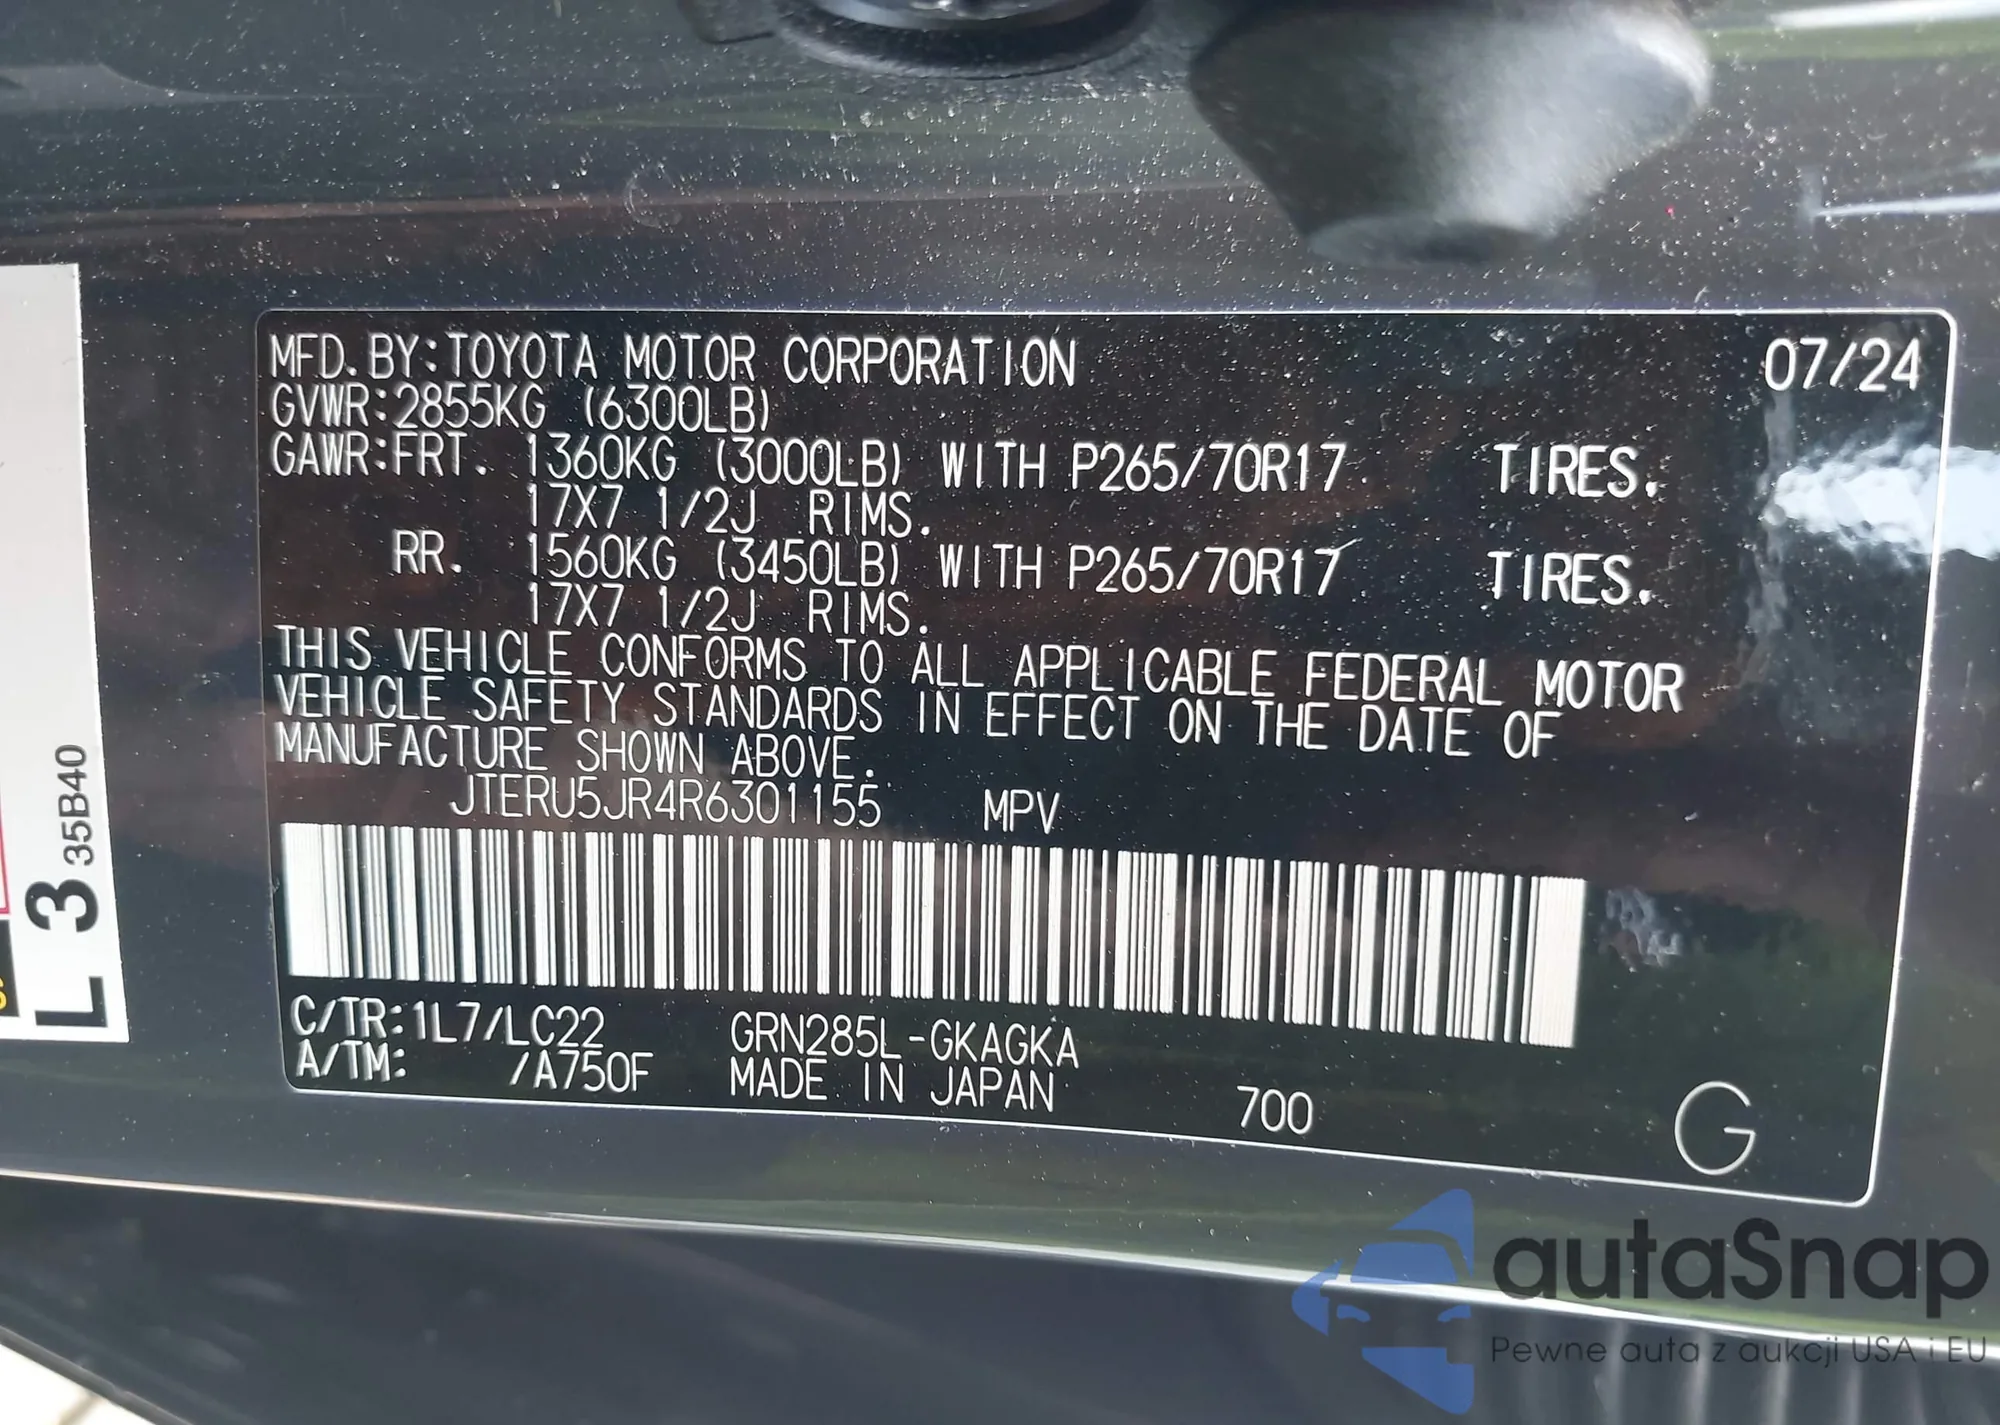 MFD. BY:TOYOTA MOTOR CORPORATION 07/24
GVWR:2855KG (6300LB)
GAWR:FRT. 1360KG (3000LB) WITH P265/70R17 TIRES.
17X7 1/2J RIMS.
RR. 1560KG (3450LB) WITH P265/70R17 TIRES.
17X7 1/2J RIMS.
THIS VEHICLE CONFORMS TO ALL APPLICABLE FEDERAL MOTOR
VEHICLE SAFETY STANDARDS IN EFFECT ON THE DATE OF
MANUFACTURE SHOWN ABOVE.
JTERU5JR4R6301155 MPV
C/TR:1L7/LC22 GRN285L-GKAGKA
A/TM: /A750F MADE IN JAPAN 700 G
L 3 35B40
autaSnap
Pewne auta z aukcji USA i EU